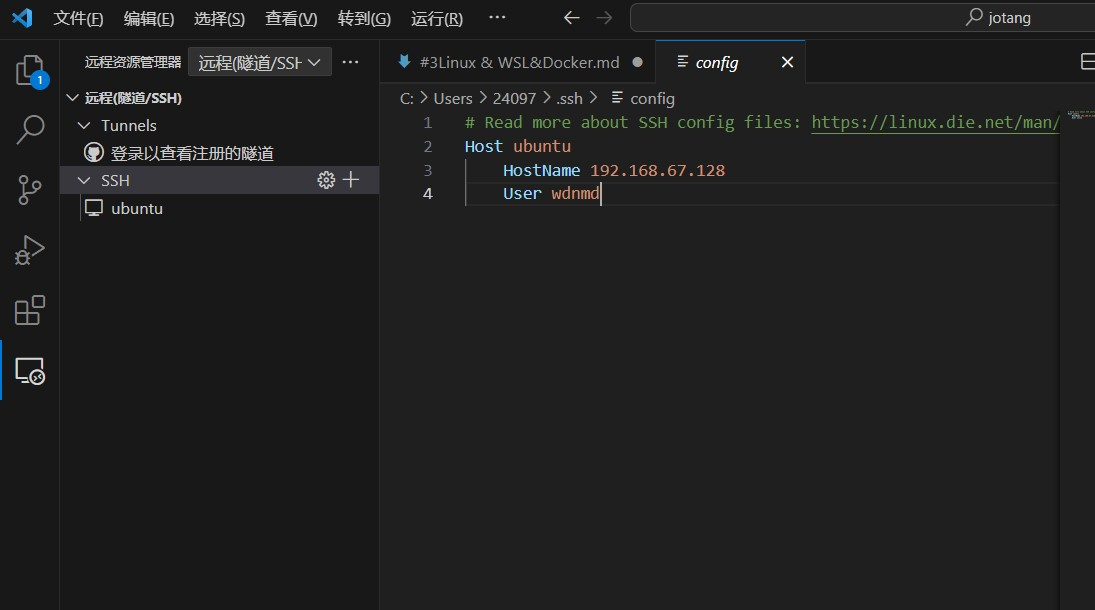 文件(F) 编辑(E) 选择(S) 查看(V) 转到(G) 运行(R) ··· jotang
1
远程资源管理器 远程(隧道/SSH ···
远程(隧道/SSH)
Tunnels
登录以查看注册的隧道
SSH
ubuntu
#3Linux & WSL&Docker.md config
C: > Users > 24097 > .ssh > config
1 # Read more about SSH config files: https://linux.die.net/man/
2 Host ubuntu
3 HostName 192.168.67.128
4 User wdnmd